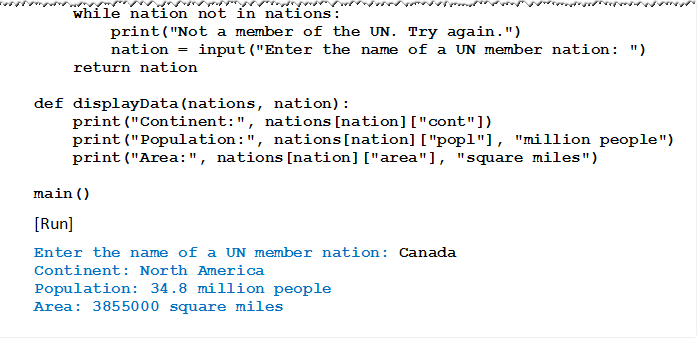 while nation not in nations:
print("Not a member of the UN. Try again.")
nation = input("Enter the name of a UN member nation: ")
return nation
def displayData(nations, nation):
print("Continent:", nations[nation]["cont"])
print("Population:", nations[nation]["popl"], "million people")
print("Area:", nations[nation]["area"], "square miles")
main()
[Run]
Enter the name of a UN member nation: Canada
Continent: North America
Population: 34.8 million people
Area: 3855000 square miles